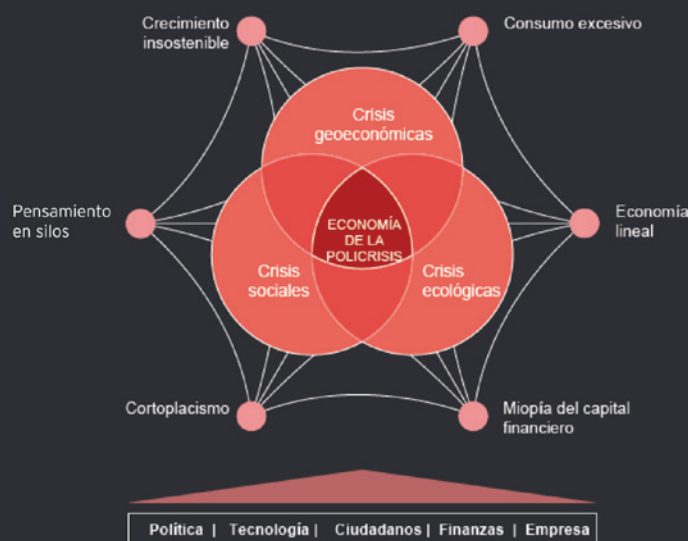 Crecimiento
insostenible
Consumo excesivo
Crisis
geoeconómicas
Pensamiento
en silos
ECONOMÍA
DE LA
POLICRISIS
Economía
lineal
Crisis
sociales
Crisis
ecológicas
Cortoplacismo
Miopía del capital
financiero
Política | Tecnología | Ciudadanos | Finanzas | Empresa